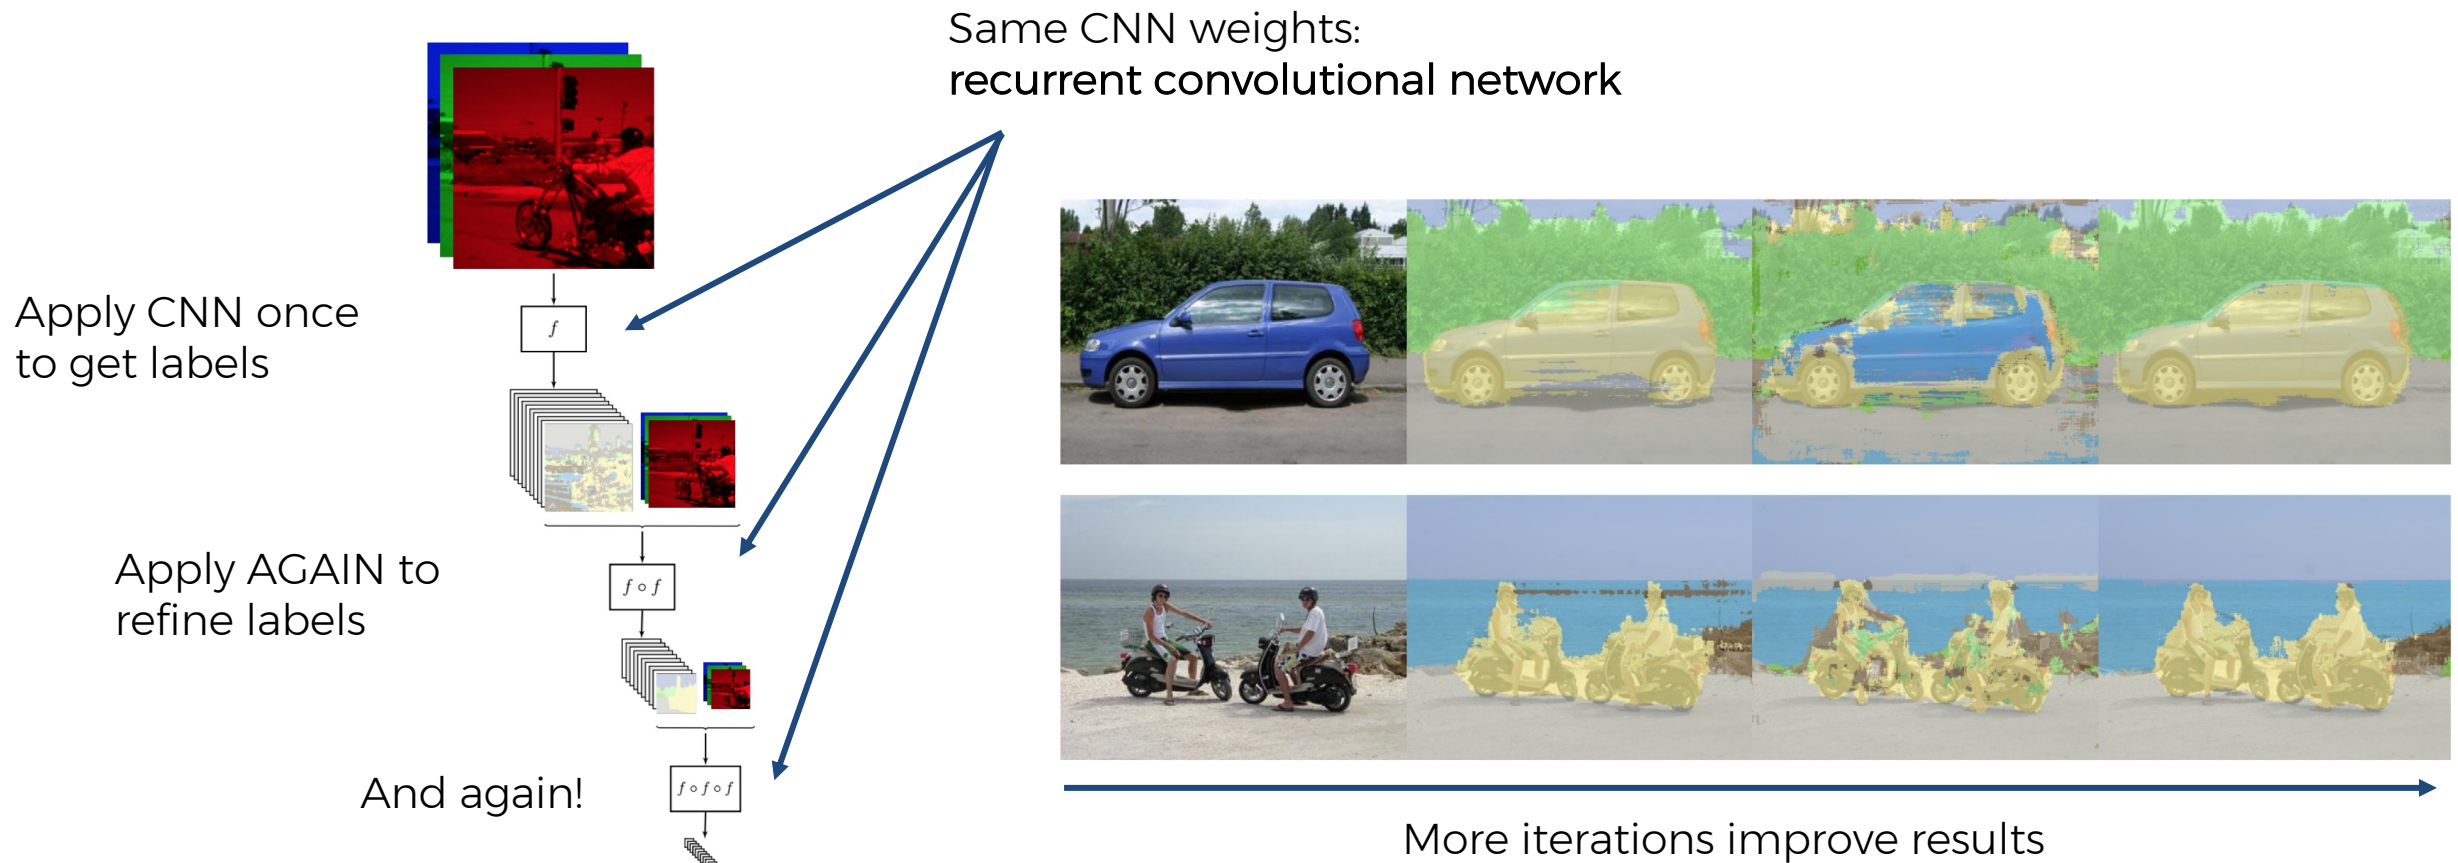 Same CNN weights:
recurrent convolutional network
Apply CNN once
to get labels
f
Apply AGAIN to
refine labels
f ∘ f
And again!
f ∘ f ∘ f
More iterations improve results